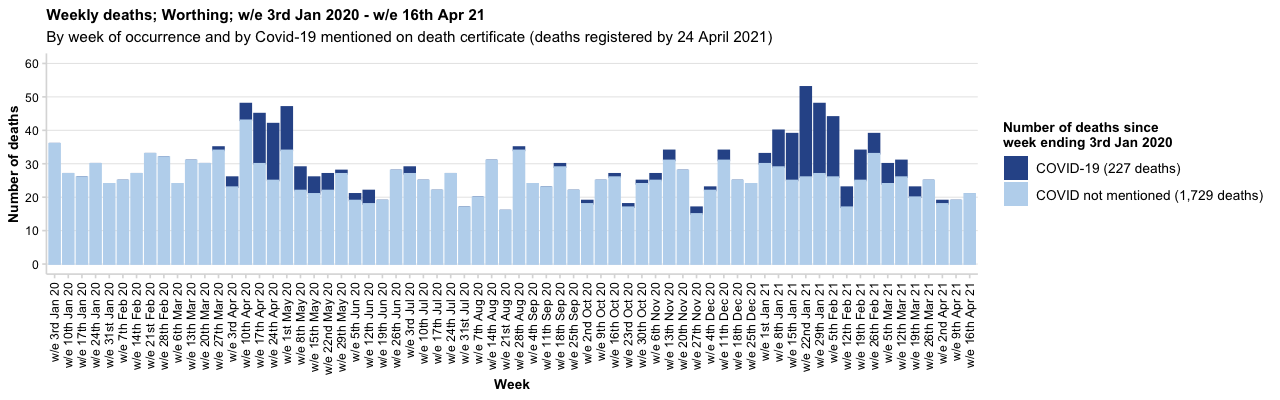 Weekly deaths; Worthing; w/e 3rd Jan 2020 - w/e 16th Apr 21
By week of occurrence and by Covid-19 mentioned on death certificate (deaths registered by 24 April 2021)
60
50
40
30
20
10
0
Number of deaths
w/e 3rd Jan 20
w/e 10th Jan 20
w/e 17th Jan 20
w/e 24th Jan 20
w/e 31st Jan 20
w/e 7th Feb 20
w/e 14th Feb 20
w/e 21st Feb 20
w/e 28th Feb 20
w/e 6th Mar 20
w/e 13th Mar 20
w/e 20th Mar 20
w/e 27th Mar 20
w/e 3rd Apr 20
w/e 10th Apr 20
w/e 17th Apr 20
w/e 24th Apr 20
w/e 1st May 20
w/e 8th May 20
w/e 15th May 20
w/e 22nd May 20
w/e 29th May 20
w/e 5th Jun 20
w/e 12th Jun 20
w/e 19th Jun 20
w/e 26th Jun 20
w/e 3rd Jul 20
w/e 10th Jul 20
w/e 17th Jul 20
w/e 24th Jul 20
w/e 31st Jul 20
w/e 7th Aug 20
w/e 14th Aug 20
w/e 21st Aug 20
w/e 28th Aug 20
w/e 4th Sep 20
w/e 11th Sep 20
w/e 18th Sep 20
w/e 25th Sep 20
w/e 2nd Oct 20
w/e 9th Oct 20
w/e 16th Oct 20
w/e 23rd Oct 20
w/e 30th Oct 20
w/e 6th Nov 20
w/e 13th Nov 20
w/e 20th Nov 20
w/e 27th Nov 20
w/e 4th Dec 20
w/e 11th Dec 20
w/e 18th Dec 20
w/e 25th Dec 20
w/e 1st Jan 21
w/e 8th Jan 21
w/e 15th Jan 21
w/e 22nd Jan 21
w/e 29th Jan 21
w/e 5th Feb 21
w/e 12th Feb 21
w/e 19th Feb 21
w/e 26th Feb 21
w/e 5th Mar 21
w/e 12th Mar 21
w/e 19th Mar 21
w/e 26th Mar 21
w/e 2nd Apr 21
w/e 9th Apr 21
w/e 16th Apr 21
Week
Number of deaths since
week ending 3rd Jan 2020
COVID-19 (227 deaths)
COVID not mentioned (1,729 deaths)